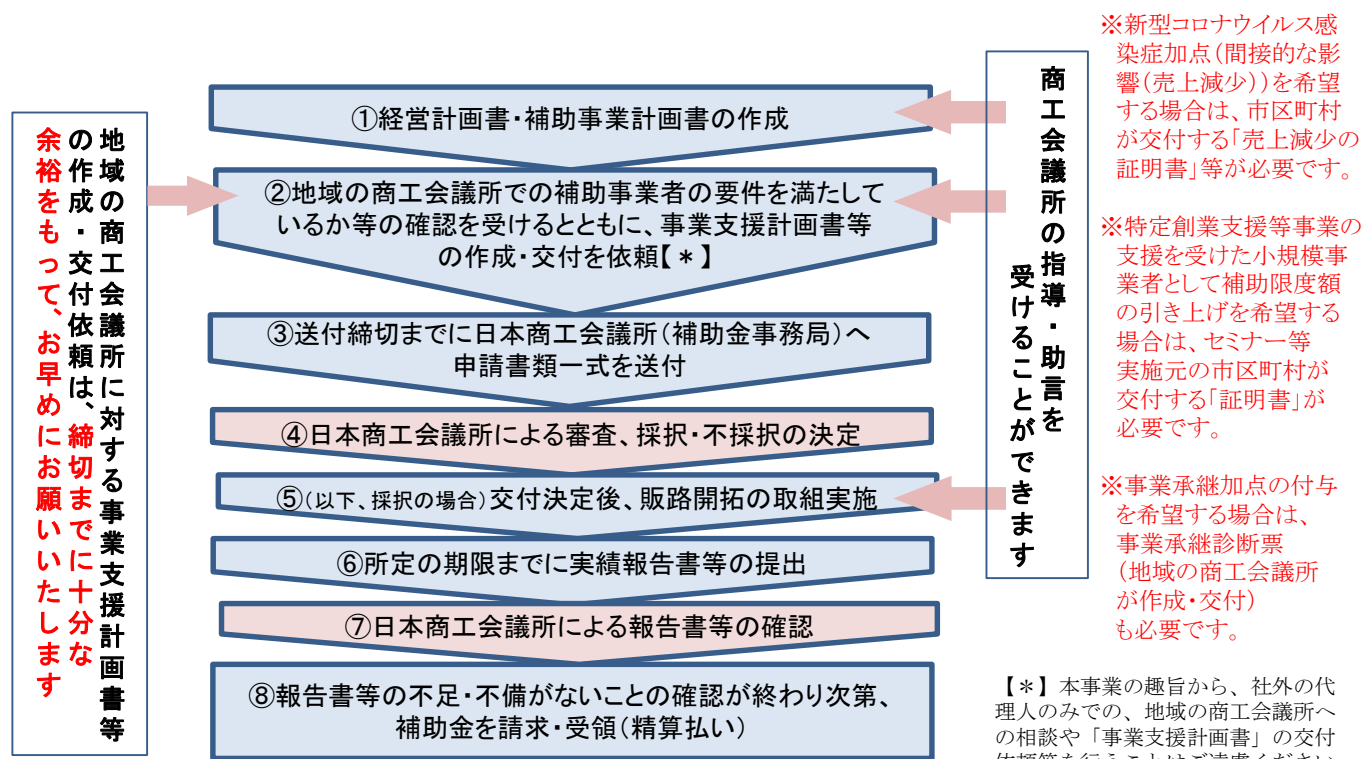 地域の商工会議所に対する事業支援計画書等
の作成・交付依頼は、締切までに十分な
余裕をもって、お早めにお願いいたします
①経営計画書・補助事業計画書の作成
②地域の商工会議所での補助事業者の要件を満たして
いるか等の確認を受けるとともに、事業支援計画書等
の作成・交付を依頼【*】
③送付締切までに日本商工会議所(補助金事務局)へ
申請書類一式を送付
④日本商工会議所による審査、採択・不採択の決定
⑤(以下、採択の場合)交付決定後、販路開拓の取組実施
⑥所定の期限までに実績報告書等の提出
⑦日本商工会議所による報告書等の確認
⑧報告書等の不足・不備がないことの確認が終わり次第、
補助金を請求・受領(精算払い)
商工会議所の指導・助言を
受けることができます
※新型コロナウイルス感
染症加点(間接的な影
響(売上減少))を希望
する場合は、市区町村
が交付する「売上減少の
証明書」等が必要です。
※特定創業支援等事業の
支援を受けた小規模事
業者として補助限度額
の引き上げを希望する
場合は、セミナー等
実施元の市区町村が
交付する「証明書」が
必要です。
※事業承継加点の付与
を希望する場合は、
事業承継診断票
(地域の商工会議所
が作成・交付)
も必要です。
【*】本事業の趣旨から、社外の代
理人のみでの、地域の商工会議所へ
の相談や「事業支援計画書」の交付
依頼等を行うことはご遠慮ください